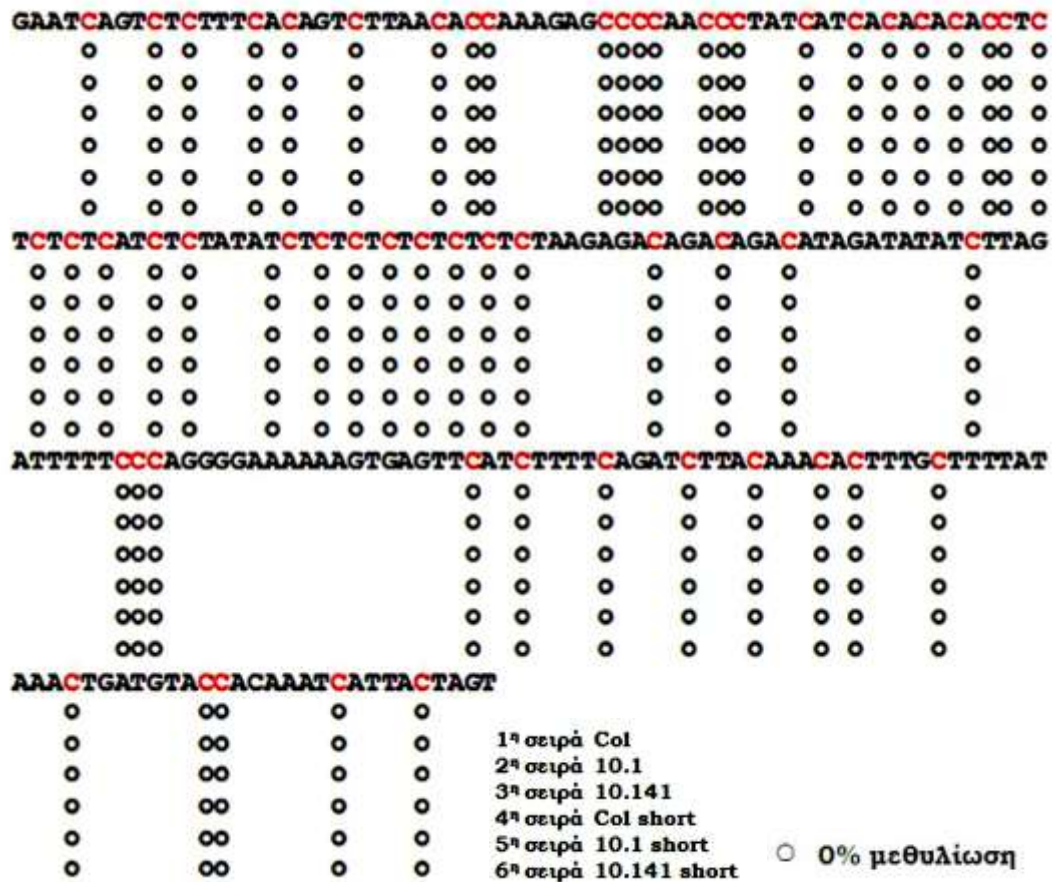 GAATCAGTCTCTTTCACAGTCTTAACACCAAAGAGCCCCAACCCTATCATCACACACACCTC
TCTCTCATCTCTATATCTCTCTCTCTCTCTCTAAGAGACAGACAGACATAGATATATCTTAG
ATTTTTCCCAGGGGAAAAAAGTGAGTTCATCTTTTCAGATCTTACAAACACTTTGCTTTTAT
AAACTGATGTACCACAAATCATTACTAGT
1η σειρά Col
2η σειρά 10.1
3η σειρά 10.141
4η σειρά Col short
5η σειρά 10.1 short
6η σειρά 10.141 short
0% μεθυλίωση